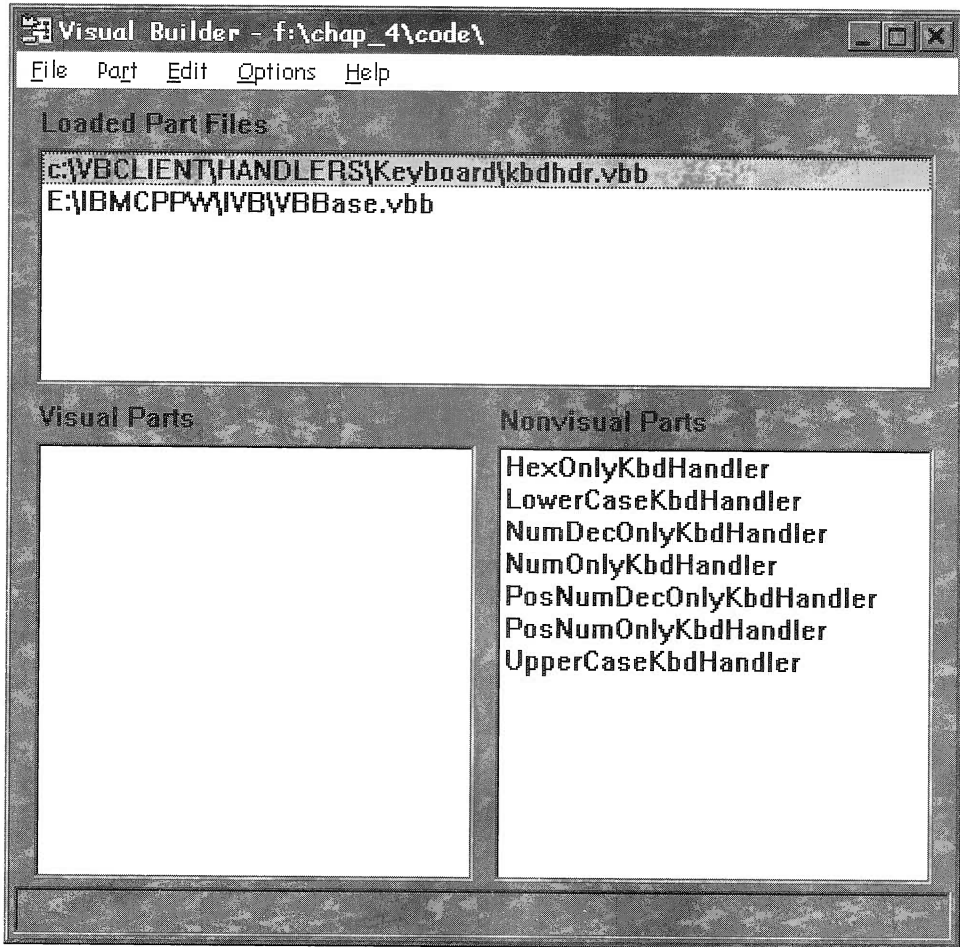 Visual Builder - f:\chap_4\code\
File Part Edit Options Help
Loaded Part Files
c:\VBCLIENT\HANDLERS\Keyboard\kbdhdr.vbb
E:\IBMCPPW\IVB\VBBase.vbb
Visual Parts
Nonvisual Parts
HexOnlyKbdHandler
LowerCaseKbdHandler
NumDecOnlyKbdHandler
NumOnlyKbdHandler
PosNumDecOnlyKbdHandler
PosNumOnlyKbdHandler
UpperCaseKbdHandler